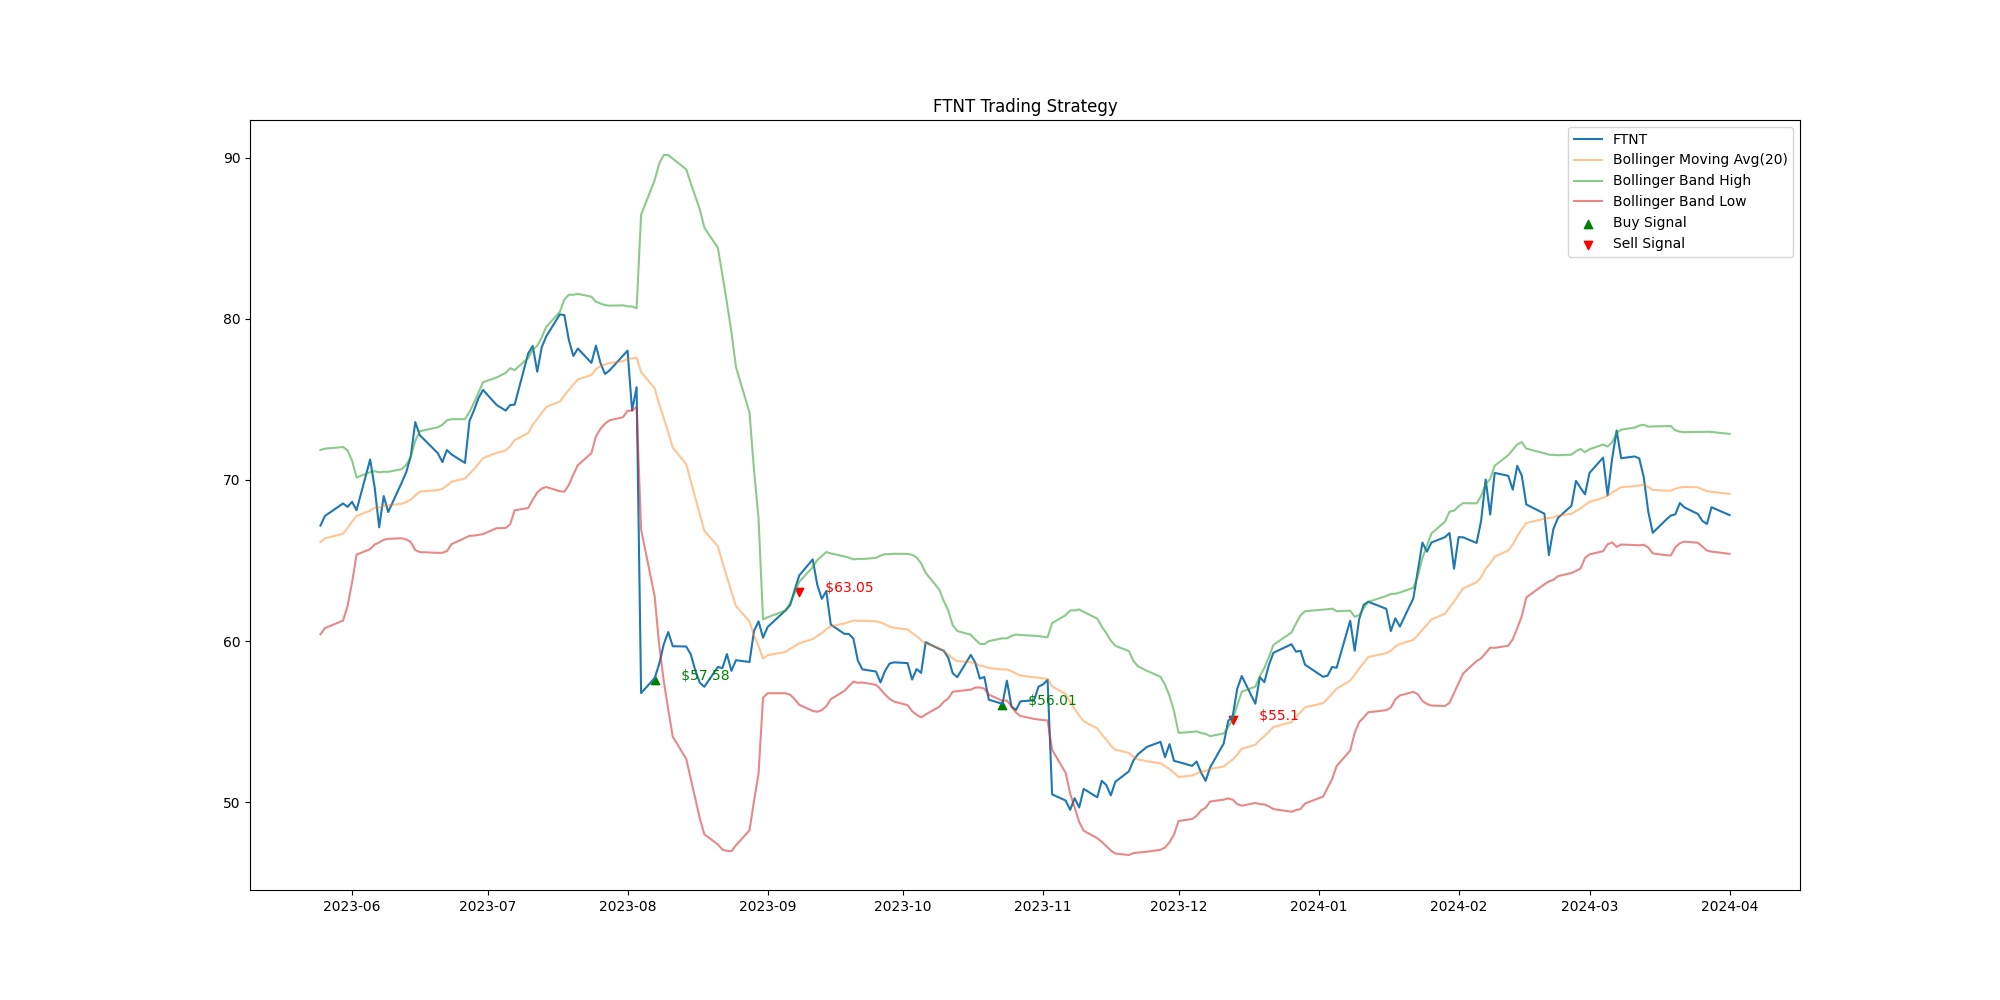 FTNT Trading Strategy
90
80
70
60
50
FTNT
Bollinger Moving Avg(20)
Bollinger Band High
Bollinger Band Low
Buy Signal
Sell Signal
$63.05
$57.58
$56.01
$55.1
2023-06
2023-07
2023-08
2023-09
2023-10
2023-11
2023-12
2024-01
2024-02
2024-03
2024-04